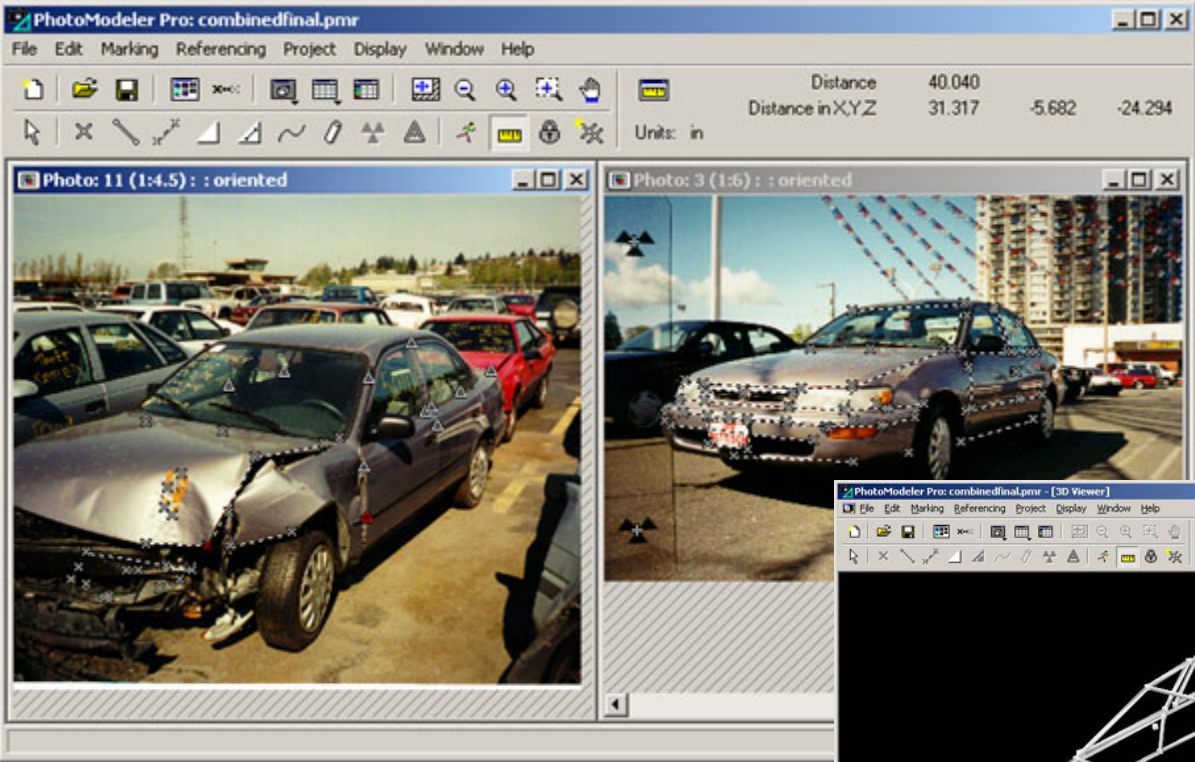 PhotoModeler Pro: combinedfinal.pmr
File Edit Marking Referencing Project Display Window Help
Distance 40.040
Distance in X,Y,Z 31.317 -5.682 -24.294
Units: in
Photo: 11 (1:4.5) : : oriented
Photo: 3 (1:6) : : oriented
PhotoModeler Pro: combinedfinal.pmr - [3D Viewer]
File Edit Marking Referencing Project Display Window Help